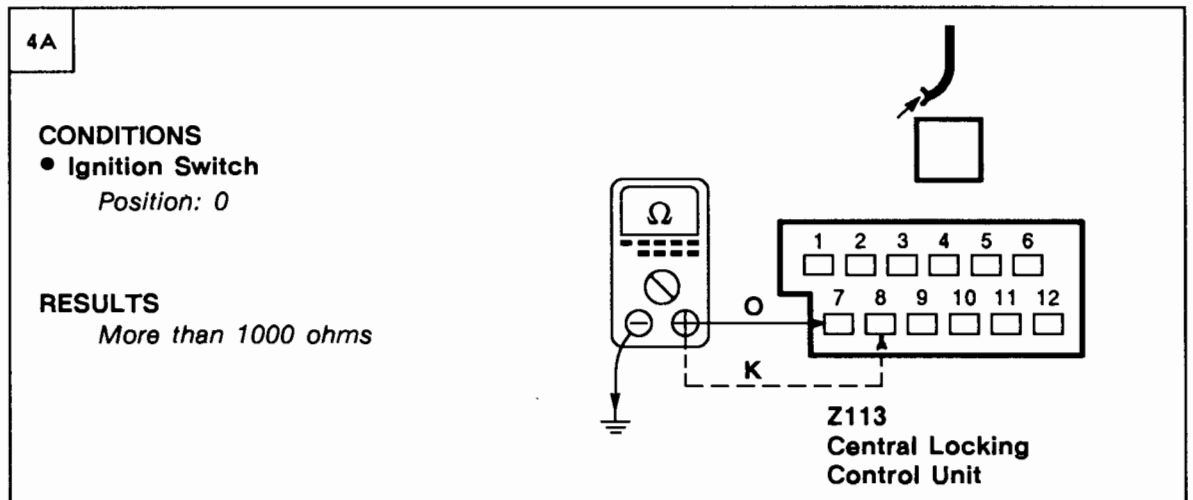 4A
CONDITIONS
● Ignition Switch
Position: 0
RESULTS
More than 1000 ohms
Ω
1 2 3 4 5 6
7 8 9 10 11 12
O
K
Z113
Central Locking
Control Unit